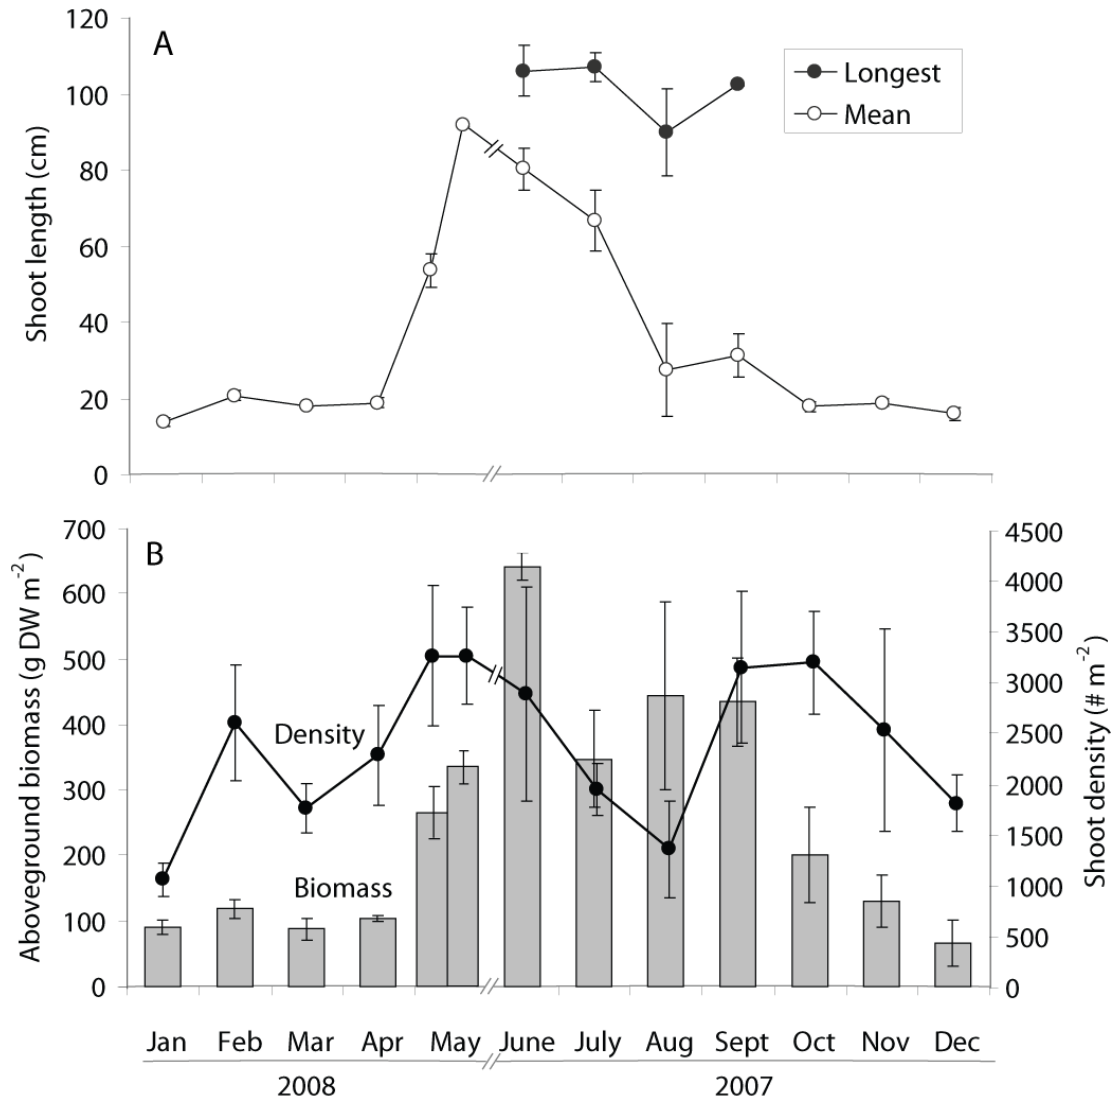 A
Longest
Mean
Shoot length (cm)
120
100
80
60
40
20
0
B
Aboveground biomass (g DW m⁻²)
700
600
500
400
300
200
100
0
Density
Biomass
4500
4000
3500
3000
2500
2000
1500
1000
500
0
Shoot density (# m⁻²)
Jan Feb Mar Apr May June July Aug Sept Oct Nov Dec
2008 2007